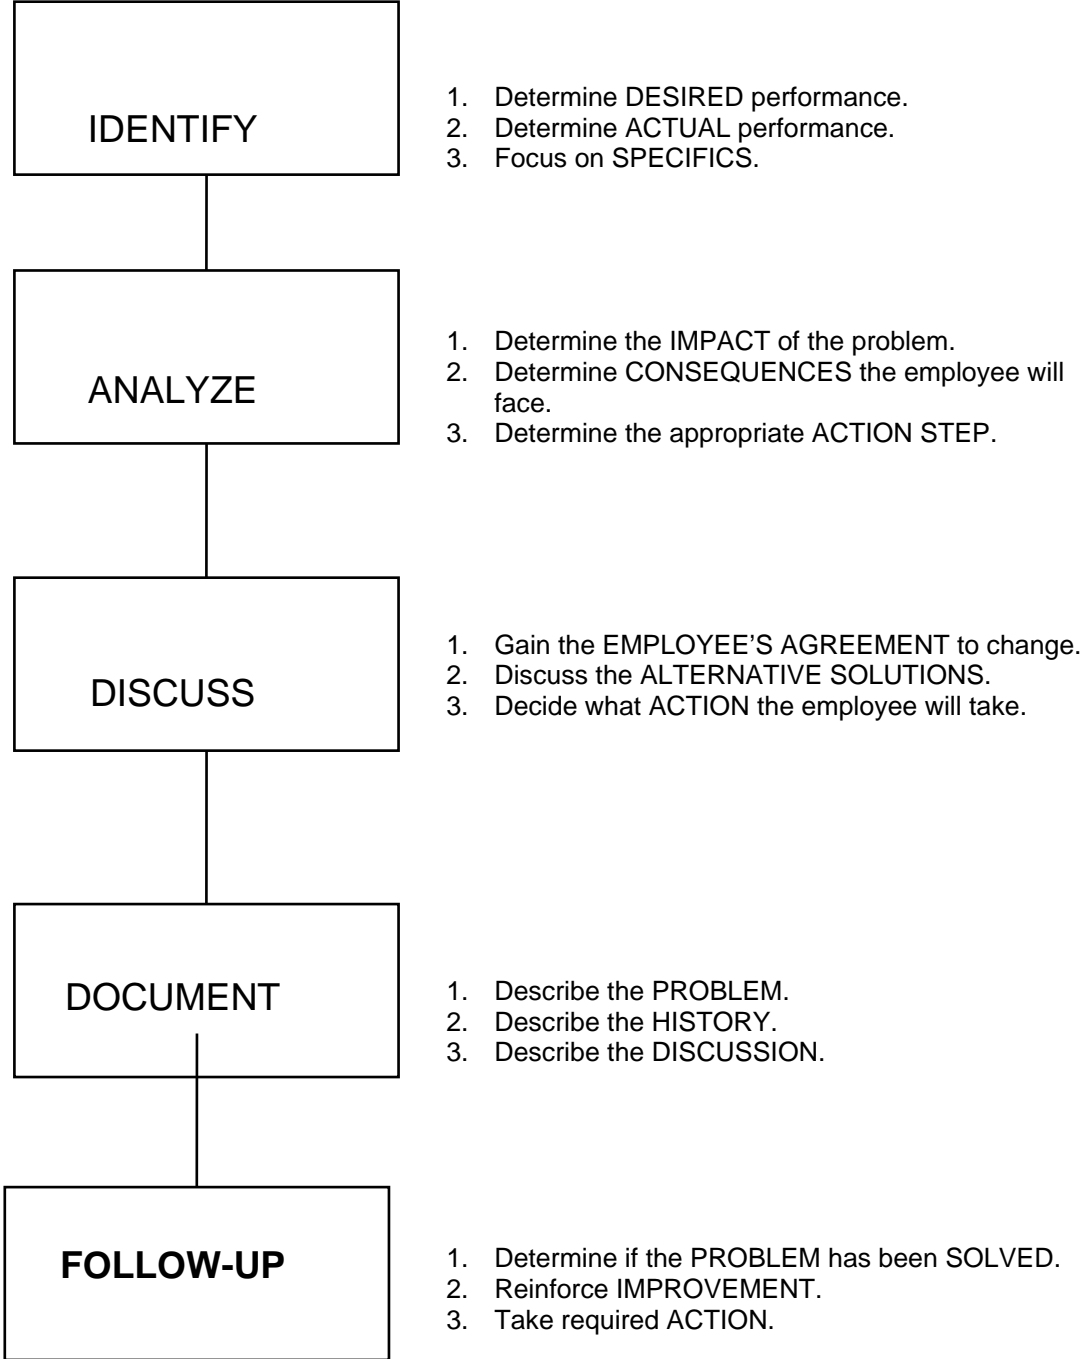 IDENTIFY
1. Determine DESIRED performance.
2. Determine ACTUAL performance.
3. Focus on SPECIFICS.
ANALYZE
1. Determine the IMPACT of the problem.
2. Determine CONSEQUENCES the employee will
face.
3. Determine the appropriate ACTION STEP.
DISCUSS
1. Gain the EMPLOYEE’S AGREEMENT to change.
2. Discuss the ALTERNATIVE SOLUTIONS.
3. Decide what ACTION the employee will take.
DOCUMENT
1. Describe the PROBLEM.
2. Describe the HISTORY.
3. Describe the DISCUSSION.
FOLLOW-UP
1. Determine if the PROBLEM has been SOLVED.
2. Reinforce IMPROVEMENT.
3. Take required ACTION.